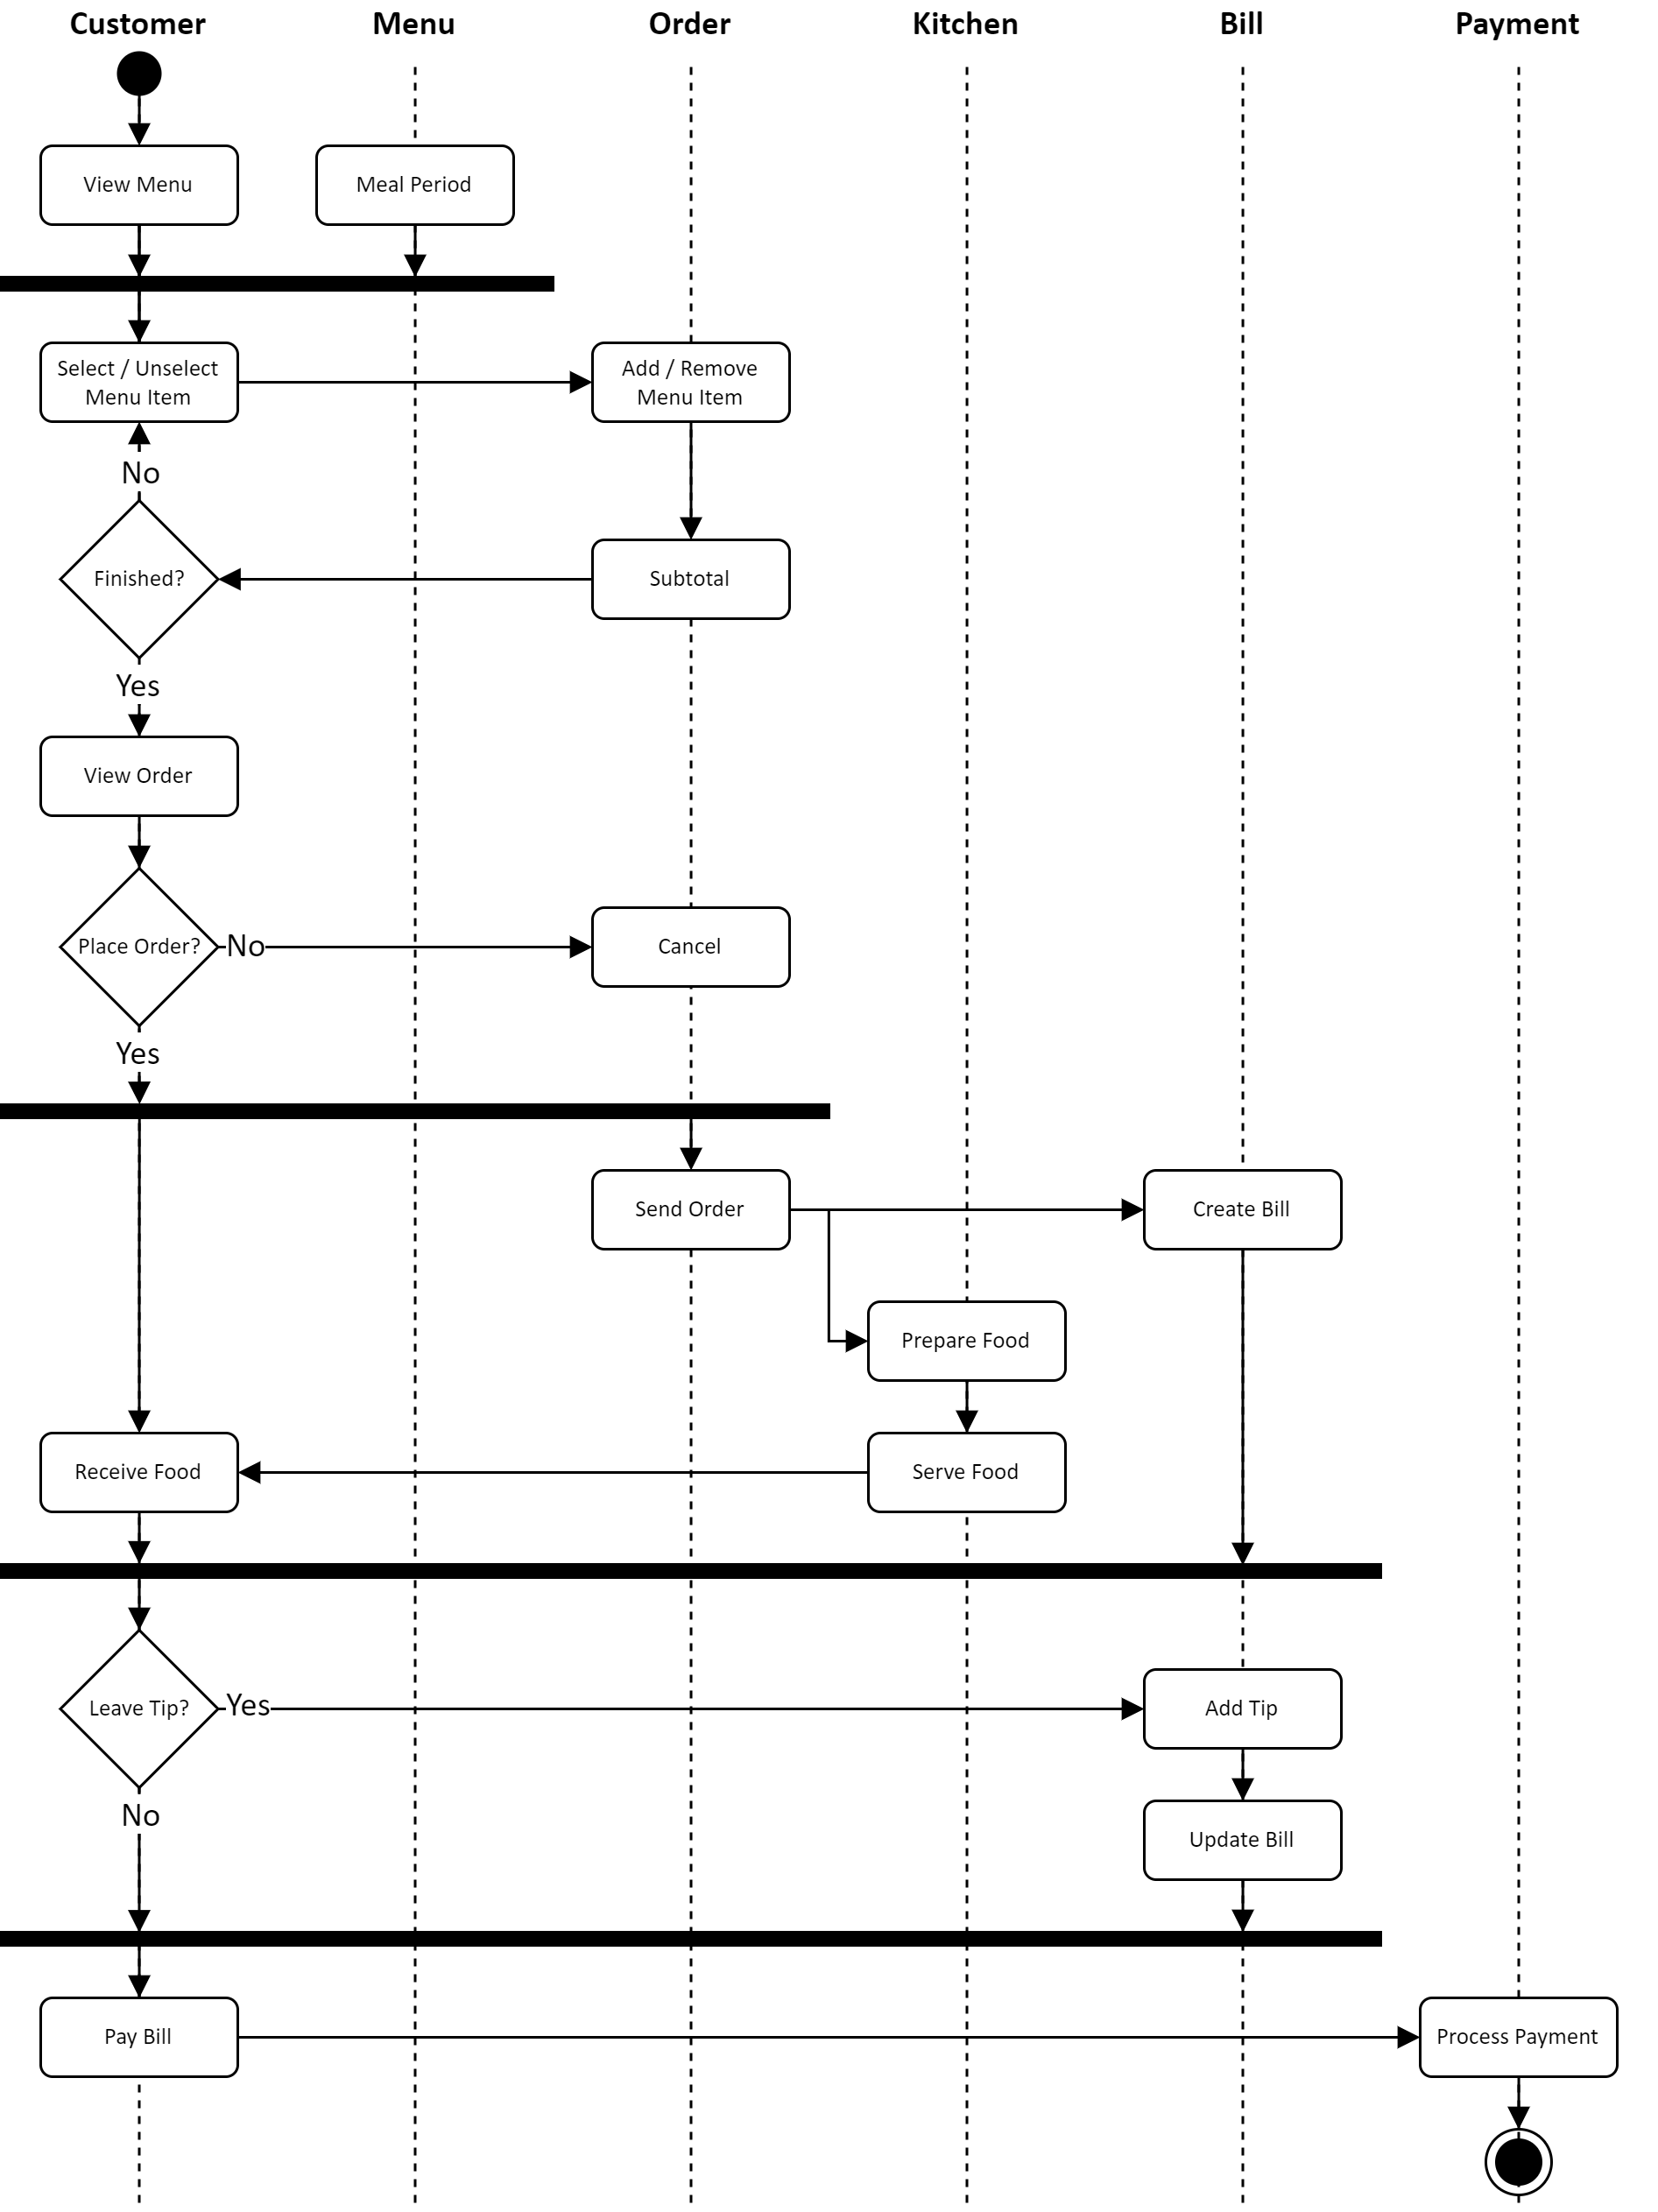 Customer
Menu
Order
Kitchen
Bill
Payment
View Menu
Meal Period
Select / Unselect
Menu Item
Add / Remove
Menu Item
No
Finished?
Subtotal
Yes
View Order
Place Order?
No
Cancel
Yes
Send Order
Create Bill
Prepare Food
Receive Food
Serve Food
Leave Tip?
Yes
Add Tip
No
Update Bill
Pay Bill
Process Payment